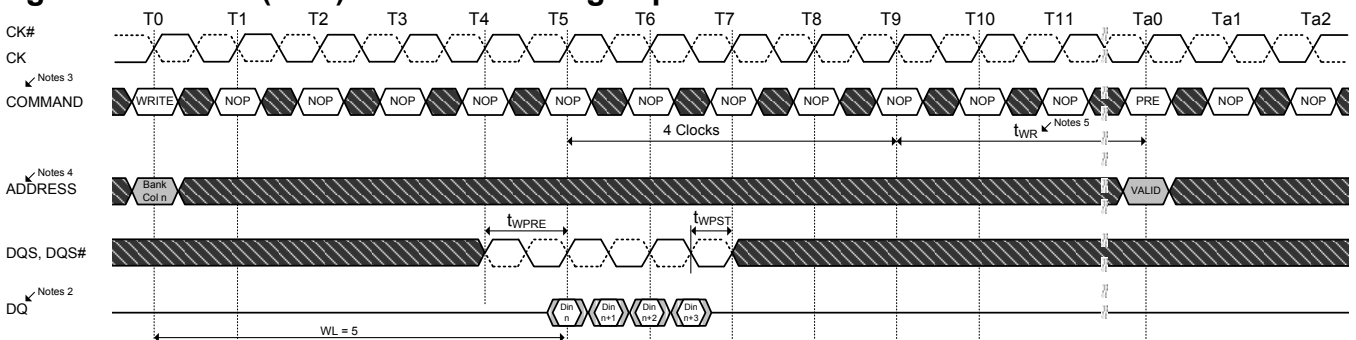 T0 T1 T2 T3 T4 T5 T6 T7 T8 T9 T10 T11 Ta0 Ta1 Ta2
CK#
CK
Notes 3
COMMAND WRITE NOP NOP NOP NOP NOP NOP NOP NOP NOP NOP NOP PRE NOP NOP
4 Clocks tWR Notes 5
Notes 4
ADDRESS Bank Col n VALID
tWPRE tWPST
DQS, DQS#
Notes 2
DQ Din n Din n+1 Din n+2 Din n+3
WL = 5